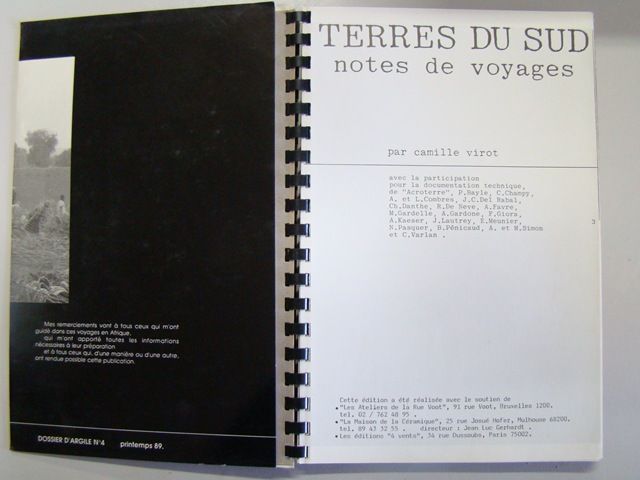 Mes remerciements vont à tous ceux qui m'ont
guidé dans ces voyages en Afrique,
qui m'ont apporté toutes les informations
nécessaires à leur préparation
et à tous ceux qui, d'une manière ou d'une autre,
ont rendue possible cette publication.
DOSSIER D'ARGILE N°4 printemps 89.
TERRES DU SUD
notes de voyages
par camille virot
avec la participation
pour la documentation technique,
de "Acroterre", P.Bayle, C.Champy,
A. et L.Combres, J.C.Del Rabal,
Ch.Danthe, R.De Neve, A.Favre,
M.Gardelle, A.Gardone, F.Giora,
A.Kaeser, J.Lautrey, E.Meunier,
N.Pasquer, B.Pénicaud, A. et N.Simon
et C.Varlan .
3
Cette édition a été réalisée avec le soutien de
"Les Ateliers de la Rue Voot", 91 rue Voot, Bruxelles 1200.
tel. 02 / 762 48 95 .
"La Maison de la Céramique", 25 rue Josué Hofer, Mulhouse 68200.
tel. 89 43 32 55 . directeur : Jean Luc Gerhardt .
Les éditions "4 vents", 34 rue Dussoubs, Paris 75002.